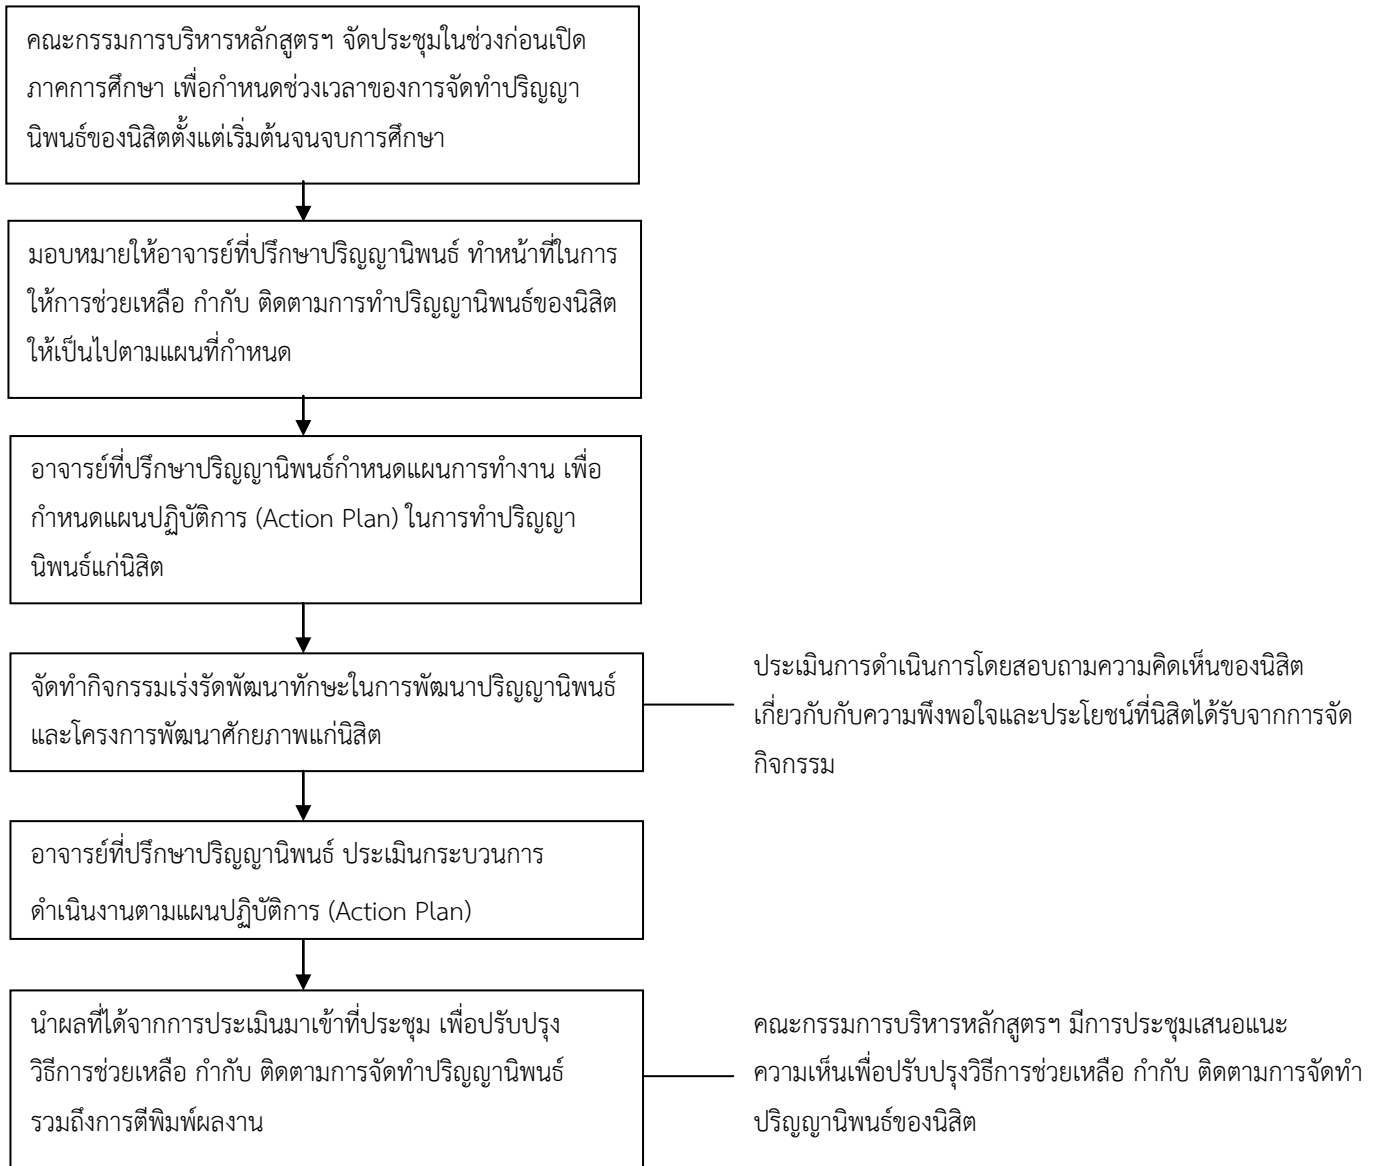 คณะกรรมการบริหารหลักสูตรฯ จัดประชุมในช่วงก่อนเปิด
ภาคการศึกษา เพื่อกำหนดช่วงเวลาของการจัดทำปริญญา
นิพนธ์ของนิสิตตั้งแต่เริ่มต้นจนจบการศึกษา
มอบหมายให้อาจารย์ที่ปรึกษาปริญญานิพนธ์ ทำหน้าที่ในการ
ให้การช่วยเหลือ กำกับ ติดตามการทำปริญญานิพนธ์ของนิสิต
ให้เป็นไปตามแผนที่กำหนด
อาจารย์ที่ปรึกษาปริญญานิพนธ์กำหนดแผนการทำงาน เพื่อ
กำหนดแผนปฏิบัติการ (Action Plan) ในการทำปริญญา
นิพนธ์แก่นิสิต
จัดทำกิจกรรมเร่งรัดพัฒนาทักษะในการพัฒนาปริญญานิพนธ์
และโครงการพัฒนาศักยภาพแก่นิสิต
ประเมินการดำเนินการโดยสอบถามความคิดเห็นของนิสิต
เกี่ยวกับกับความพึงพอใจและประโยชน์ที่นิสิตได้รับจากการจัด
กิจกรรม
อาจารย์ที่ปรึกษาปริญญานิพนธ์ ประเมินกระบวนการ
ดำเนินงานตามแผนปฏิบัติการ (Action Plan)
นำผลที่ได้จากการประเมินมาเข้าที่ประชุม เพื่อปรับปรุง
วิธีการช่วยเหลือ กำกับ ติดตามการจัดทำปริญญานิพนธ์
รวมถึงการตีพิมพ์ผลงาน
คณะกรรมการบริหารหลักสูตรฯ มีการประชุมเสนอแนะ
ความเห็นเพื่อปรับปรุงวิธีการช่วยเหลือ กำกับ ติดตามการจัดทำ
ปริญญานิพนธ์ของนิสิต